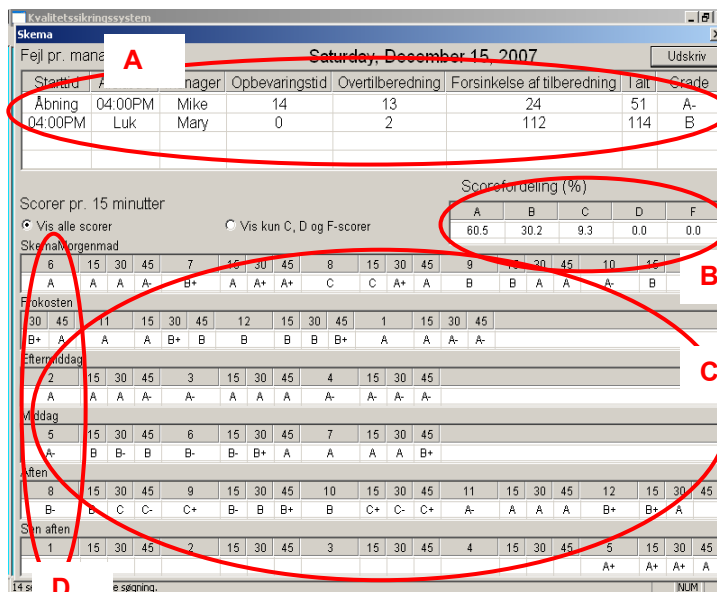 Kvalitetssikringssystem
Skema
Fejl pr. Saturday, December 15, 2007 Udskriv
A
Starttid Opbevaringstid Overtilberedning Forsinkelse af tilberedning I alt Grade
Åbning 04:00PM Mike 14 13 24 51 A-
04:00PM Luk Mary 0 2 112 114 B
Scorefordeling (%)
Scorer pr. 15 minutter
A B C D F
Vis alle scorer Vis kun C, D og F-scorer
60.5 30.2 9.3 0.0 0.0
SkemaMorgenmad
B
6 15 30 45 7 15 30 45 8 15 30 45 9 15 30 45 10 15
A A A A- B+ A A+ A+ C C A+ A B B A A A- B
Frokosten
30 45 11 15 30 45 12 15 30 45 1 15 30 45
B+ A A A B+ B B B B B+ A A A- A-
Eftermiddag
C
2 15 30 45 3 15 30 45 4 15 30 45
A A A A- A- A A A A- A- A- A-
Middag
5 15 30 45 6 15 30 45 7 15 30 45
A- B B- B B- B- B+ A A A A B+
Aften
8 15 30 45 9 15 30 45 10 15 30 45 11 15 30 45 12 15 30 45
B- B C C- C+ B- B B+ B C+ C- C+ A- A A A B+ B+ A
Sen aften
1 15 30 45 2 15 30 45 3 15 30 45 4 15 30 45 5 15 30 45
A+ A+ A+ A
D
14 søgning. NUM